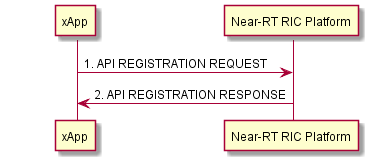 xApp
Near-RT RIC Platform
1. API REGISTRATION REQUEST
2. API REGISTRATION RESPONSE
xApp
Near-RT RIC Platform